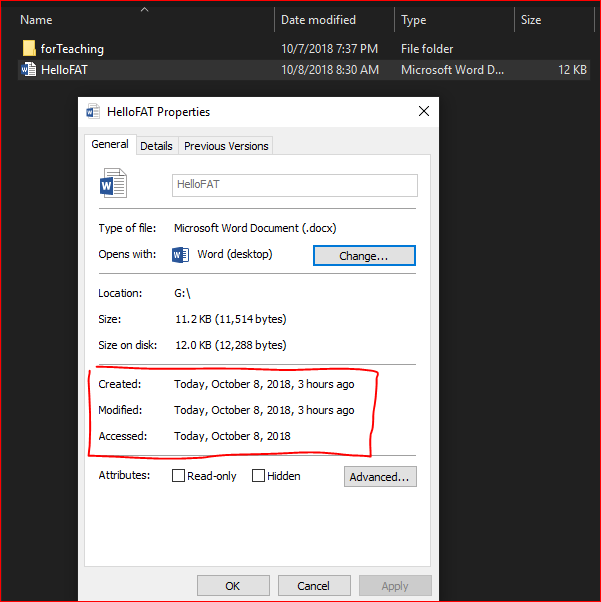 Name Date modified Type Size
forTeaching 10/7/2018 7:37 PM File folder
HelloFAT 10/8/2018 8:30 AM Microsoft Word D... 12 KB
HelloFAT Properties
General Details Previous Versions
HelloFAT
Type of file: Microsoft Word Document (.docx)
Opens with: Word (desktop) Change...
Location: G:\
Size: 11.2 KB (11,514 bytes)
Size on disk: 12.0 KB (12,288 bytes)
Created: Today, October 8, 2018, 3 hours ago
Modified: Today, October 8, 2018, 3 hours ago
Accessed: Today, October 8, 2018
Attributes: Read-only Hidden Advanced...
OK Cancel Apply